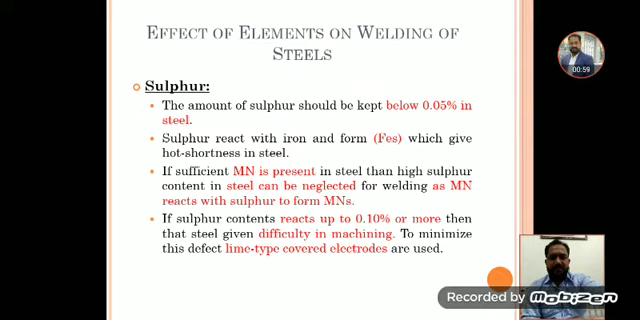 EFFECT OF ELEMENTS ON WELDING OF
STEELS
Sulphur:
The amount of sulphur should be kept below 0.05% in
steel.
Sulphur react with iron and form (Fes) which give
hot-shortness in steel.
If sufficient MN is present in steel than high sulphur
content in steel can be neglected for welding as MN
reacts with sulphur to form MNs.
If sulphur contents reacts up to 0.10% or more then
that steel given difficulty in machining. To minimize
this defect lime-type covered electrodes are used.
00:59
Recorded by mobizen